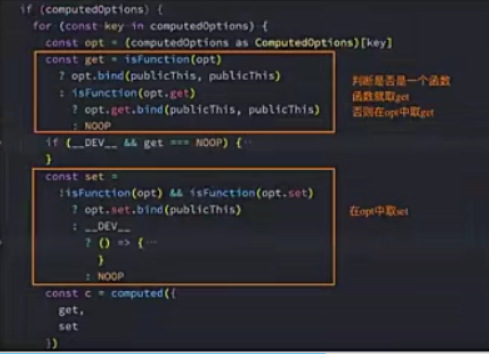 if (computedOptions) {
for (const key in computedOptions) {
const opt = (computedOptions as ComputedOptions)[key]
const get = isFunction(opt)
? opt.bind(publicThis, publicThis)
: isFunction(opt.get)
? opt.get.bind(publicThis, publicThis)
: NOOP
判断是否是一个函数
函数就取get
否则在opt中取get
if (__DEV__ && get === NOOP) {…
}
const set =
!isFunction(opt) && isFunction(opt.set)
? opt.set.bind(publicThis)
: __DEV__
? () => {…
}
: NOOP
在opt中取set
const c = computed({
get,
set
})